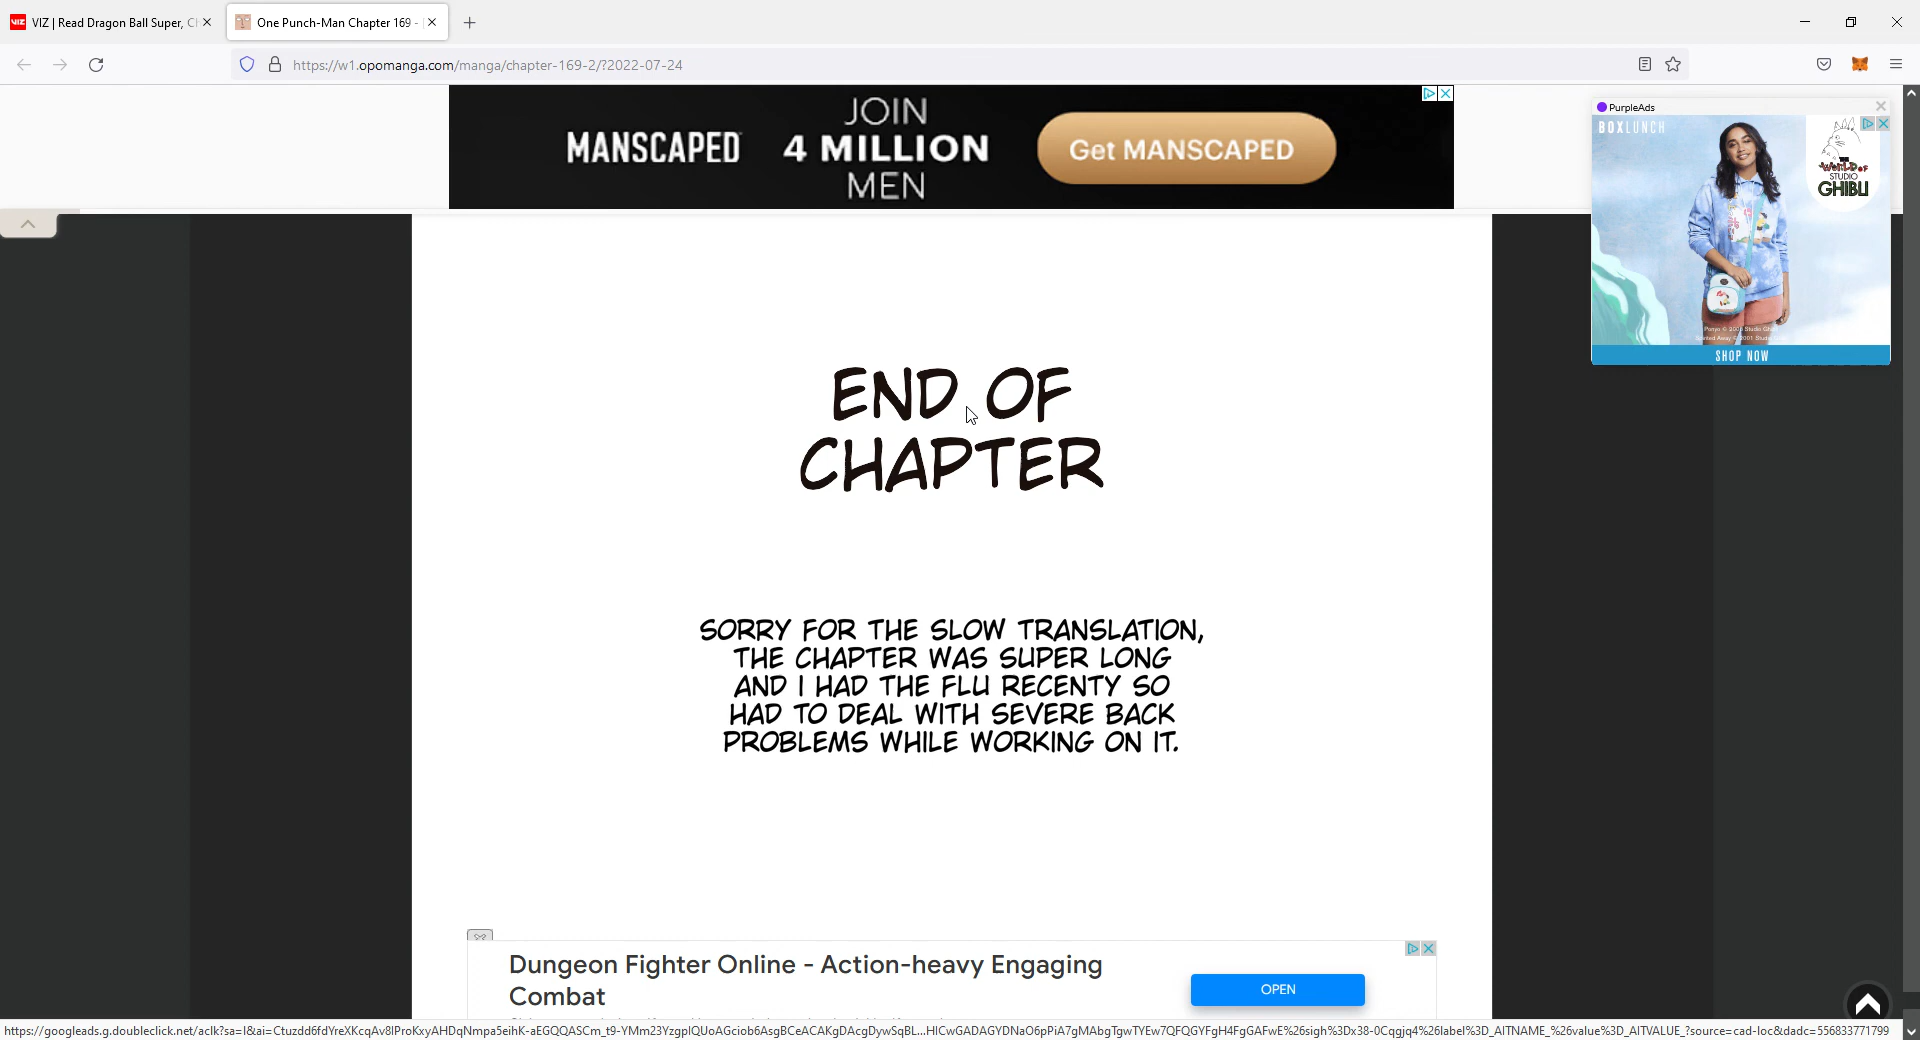 VIZ | Read Dragon Ball Super, Ch
One Punch-Man Chapter 169 -
https://w1.opomanga.com/manga/chapter-169-2/?2022-07-24
MANSCAPED
JOIN
4 MILLION
MEN
Get MANSCAPED
PurpleAds
BOXLUNCH
WORLD OF
STUDIO
GHIBLI
SHOP NOW
END OF
CHAPTER
SORRY FOR THE SLOW TRANSLATION,
THE CHAPTER WAS SUPER LONG
AND I HAD THE FLU RECENTY SO
HAD TO DEAL WITH SEVERE BACK
PROBLEMS WHILE WORKING ON IT.
Dungeon Fighter Online - Action-heavy Engaging
Combat
OPEN